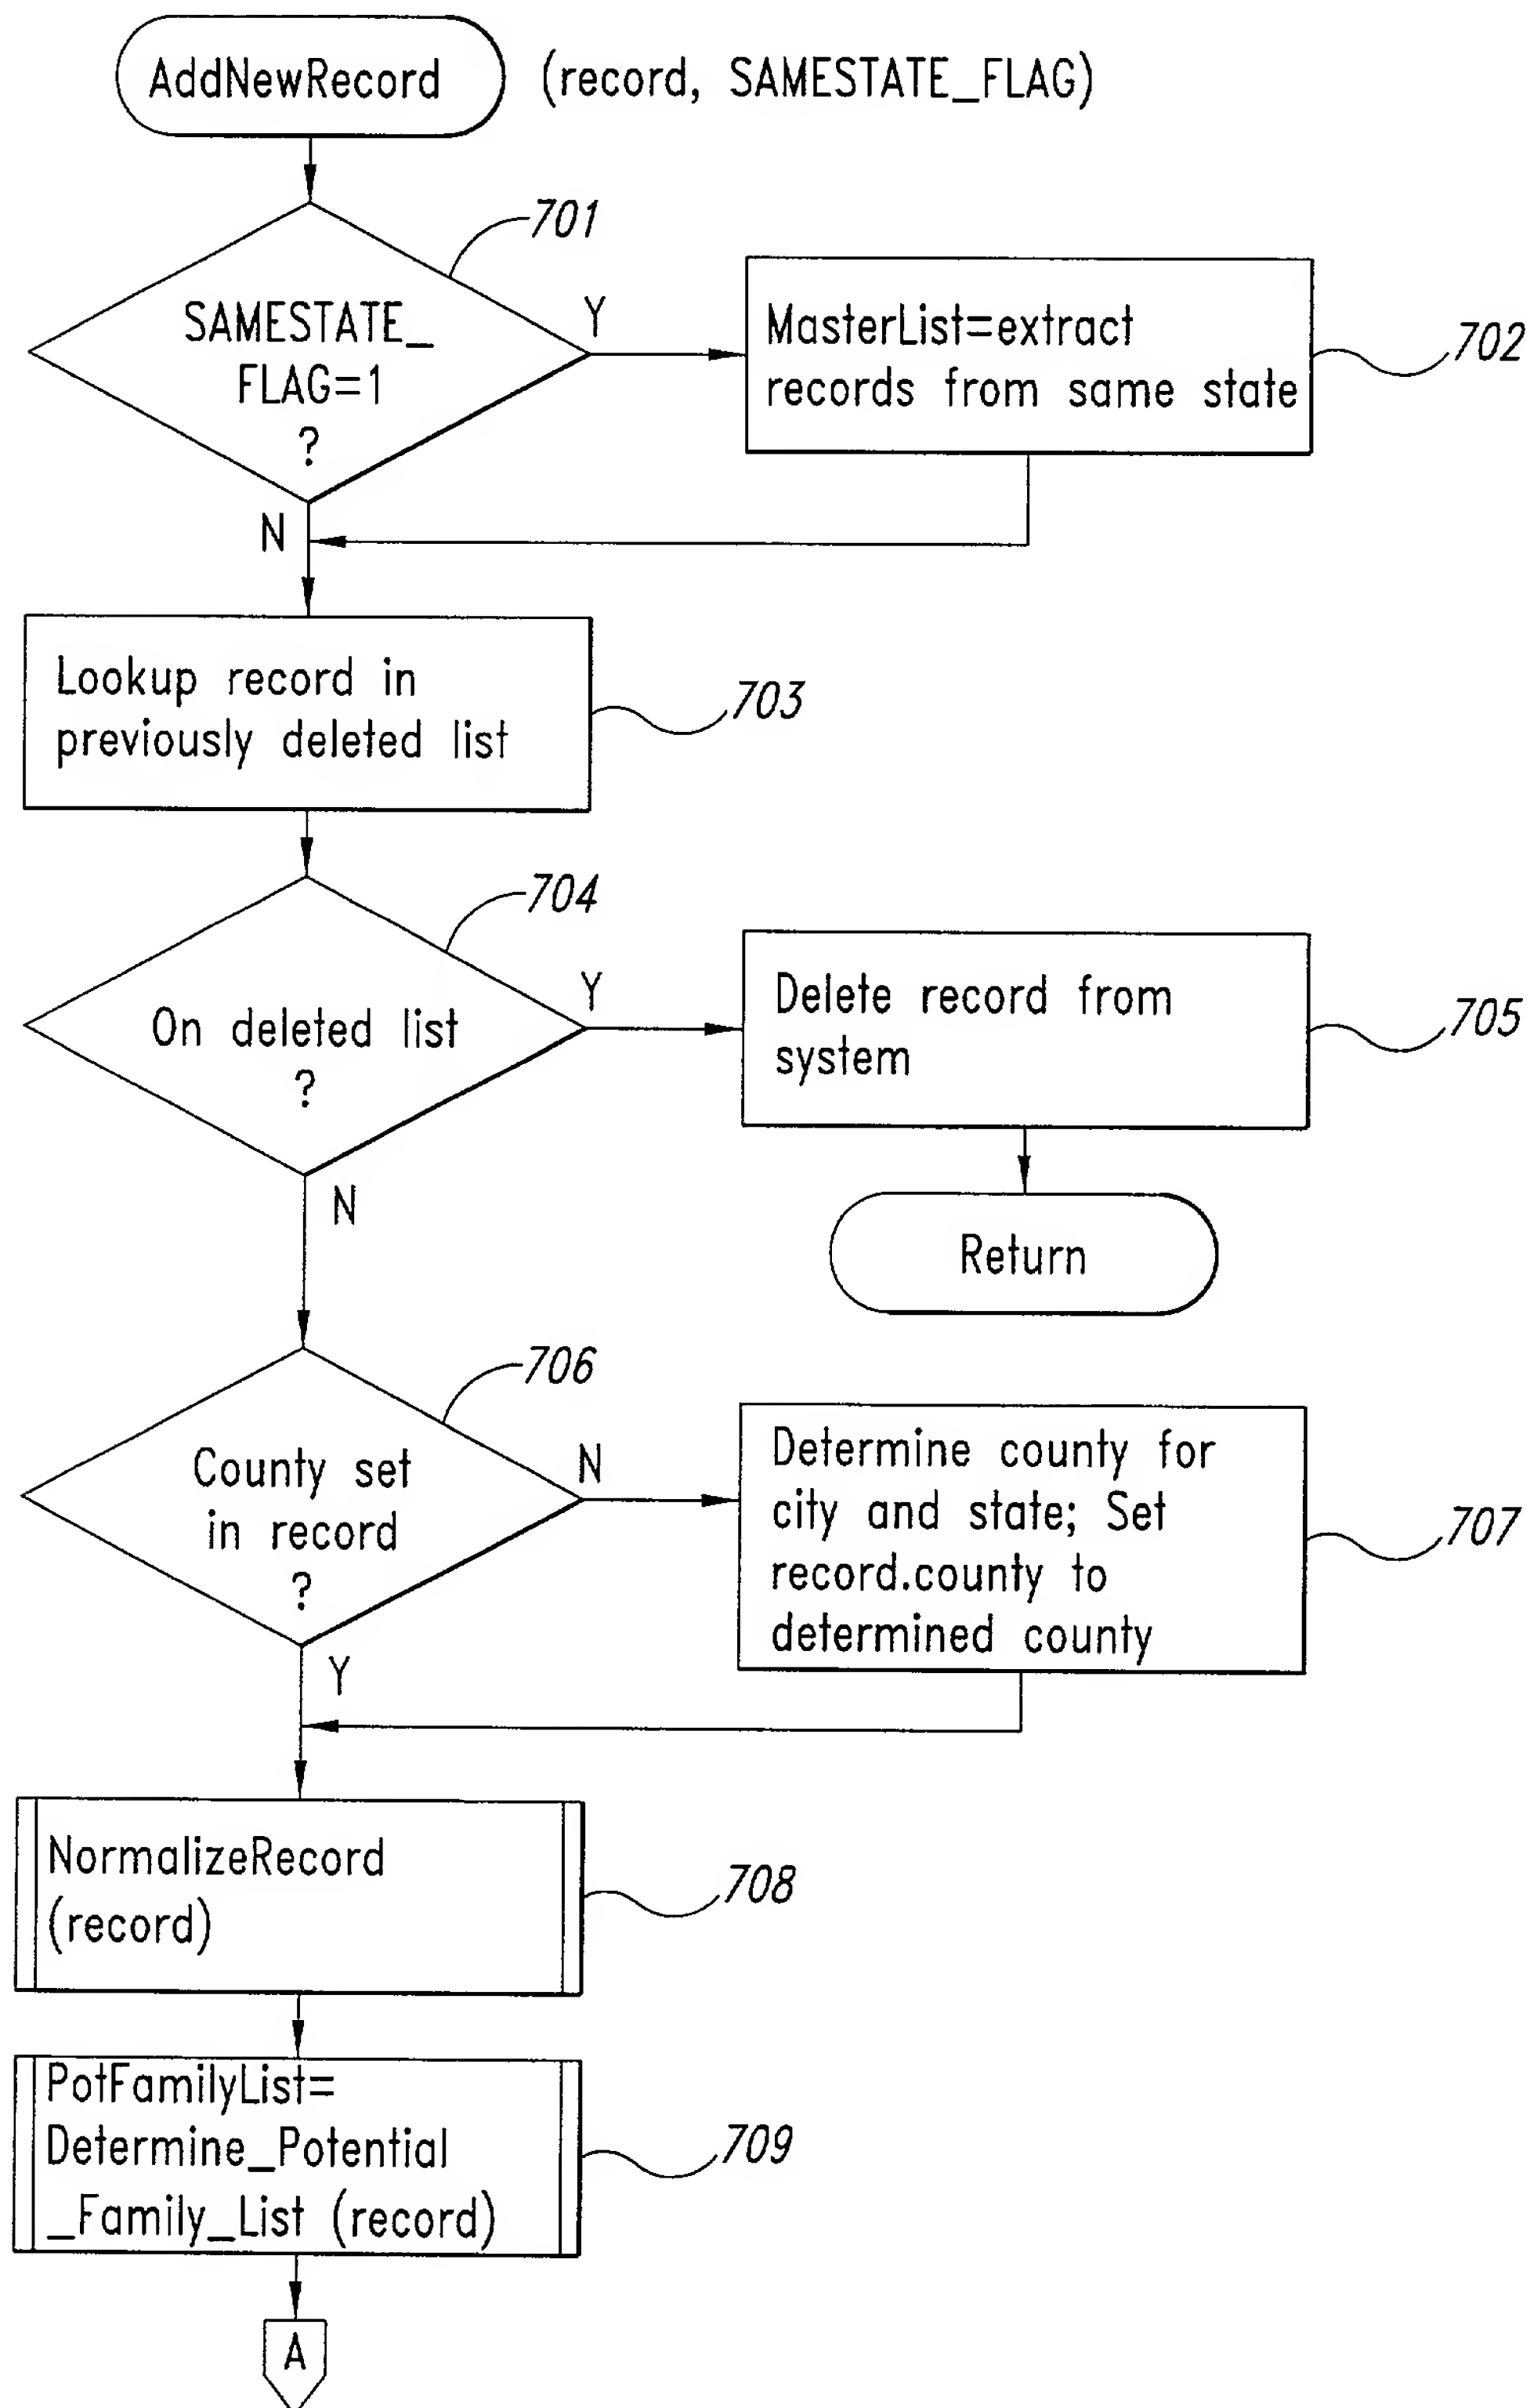 AddNewRecord (record, SAMESTATE_FLAG)
701
SAMESTATE_
FLAG=1
?
Y
N
MasterList=extract
records from same state
702
Lookup record in
previously deleted list
703
704
On deleted list
?
Y
N
Delete record from
system
705
Return
706
County set
in record
?
N
Y
Determine county for
city and state; Set
record.county to
determined county
707
NormalizeRecord
(record)
708
PotFamilyList=
Determine_Potential
_Family_List (record)
709
A